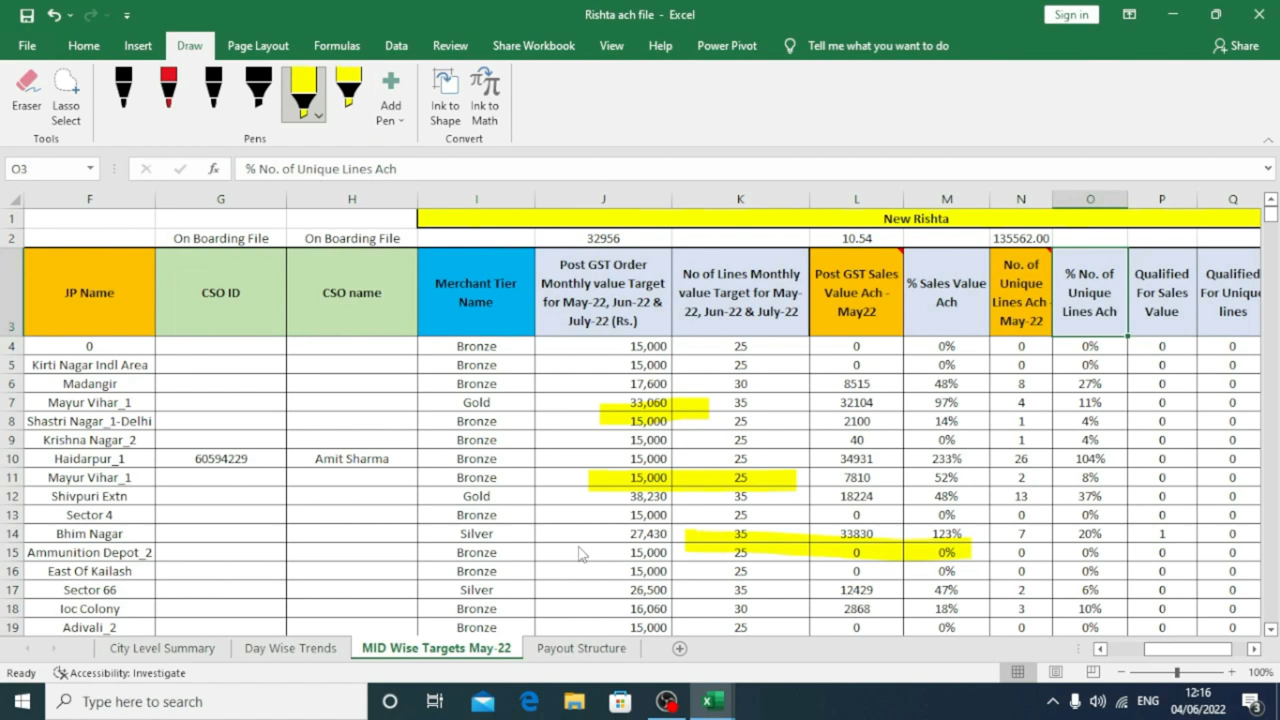 Rishta ach file - Excel
Sign in
File Home Insert Draw Page Layout Formulas Data Review Share Workbook View Help Power Pivot Tell me what you want to do Share
Eraser Lasso Select Add Pen Ink to Shape Ink to Math
Tools Pens Convert
O3 fx % No. of Unique Lines Ach
F G H I J K L M N O P Q
1 New Rishta
2 On Boarding File On Boarding File 32956 10.54 135562.00
3 JP Name CSO ID CSO name Merchant Tier Name Post GST Order Monthly value Target for May-22, Jun-22 & July-22 (Rs.) No of Lines Monthly value Target for May-22, Jun-22 & July-22 Post GST Sales Value Ach - May22 % Sales Value Ach No. of Unique Lines Ach - May-22 % No. of Unique Lines Ach Qualified For Sales Value Qualified For Unique lines
4 0 Bronze 15,000 25 0 0% 0 0% 0 0
5 Kirti Nagar Indl Area Bronze 15,000 25 0 0% 0 0% 0 0
6 Madangir Bronze 17,600 30 8515 48% 8 27% 0 0
7 Mayur Vihar_1 Gold 33,060 35 32104 97% 4 11% 0 0
8 Shastri Nagar_1-Delhi Bronze 15,000 25 2100 14% 1 4% 0 0
9 Krishna Nagar_2 Bronze 15,000 25 40 0% 1 4% 0 0
10 Haidarpur_1 60594229 Amit Sharma Bronze 15,000 25 34931 233% 26 104% 0 0
11 Mayur Vihar_1 Bronze 15,000 25 7810 52% 2 8% 0 0
12 Shivpuri Extn Gold 38,230 35 18224 48% 13 37% 0 0
13 Sector 4 Bronze 15,000 25 0 0% 0 0% 0 0
14 Bhim Nagar Silver 27,430 35 33830 123% 7 20% 1 0
15 Ammunition Depot_2 Bronze 15,000 25 0 0% 0 0% 0 0
16 East Of Kailash Bronze 15,000 25 0 0% 0 0% 0 0
17 Sector 66 Silver 26,500 35 12429 47% 2 6% 0 0
18 Ioc Colony Bronze 16,060 30 2868 18% 3 10% 0 0
19 Adivali_2 Bronze 15,000 25 0 0% 0 0% 0 0
City Level Summary Day Wise Trends MID Wise Targets May-22 Payout Structure
Ready Accessibility: Investigate 100%
Type here to search ENG 12:16
04/06/2022 3